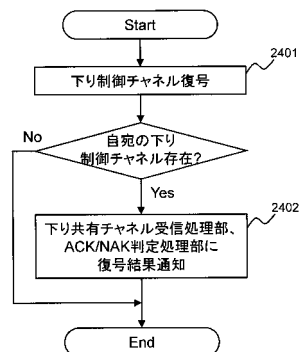 Start
2401
下り制御チャネル復号
自宛の下り
制御チャネル存在?
No
Yes
2402
下り共有チャネル受信処理部、
ACK/NAK判定処理部に
復号結果通知
End